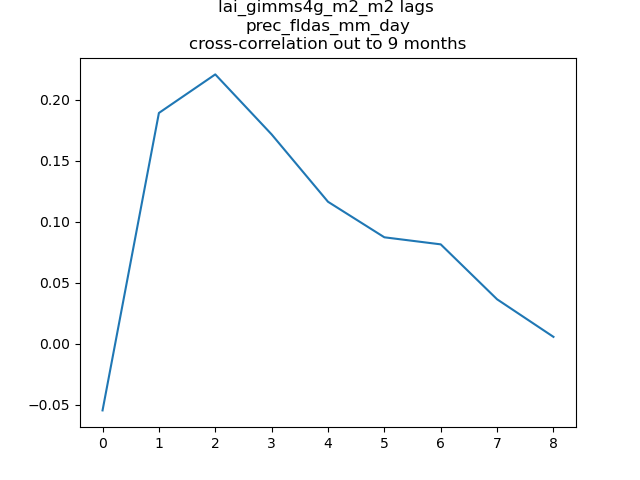 lai_gimms4g_m2_m2 lags
prec_fldas_mm_day
cross-correlation out to 9 months
0.20
0.15
0.10
0.05
0.00
−0.05
0 1 2 3 4 5 6 7 8